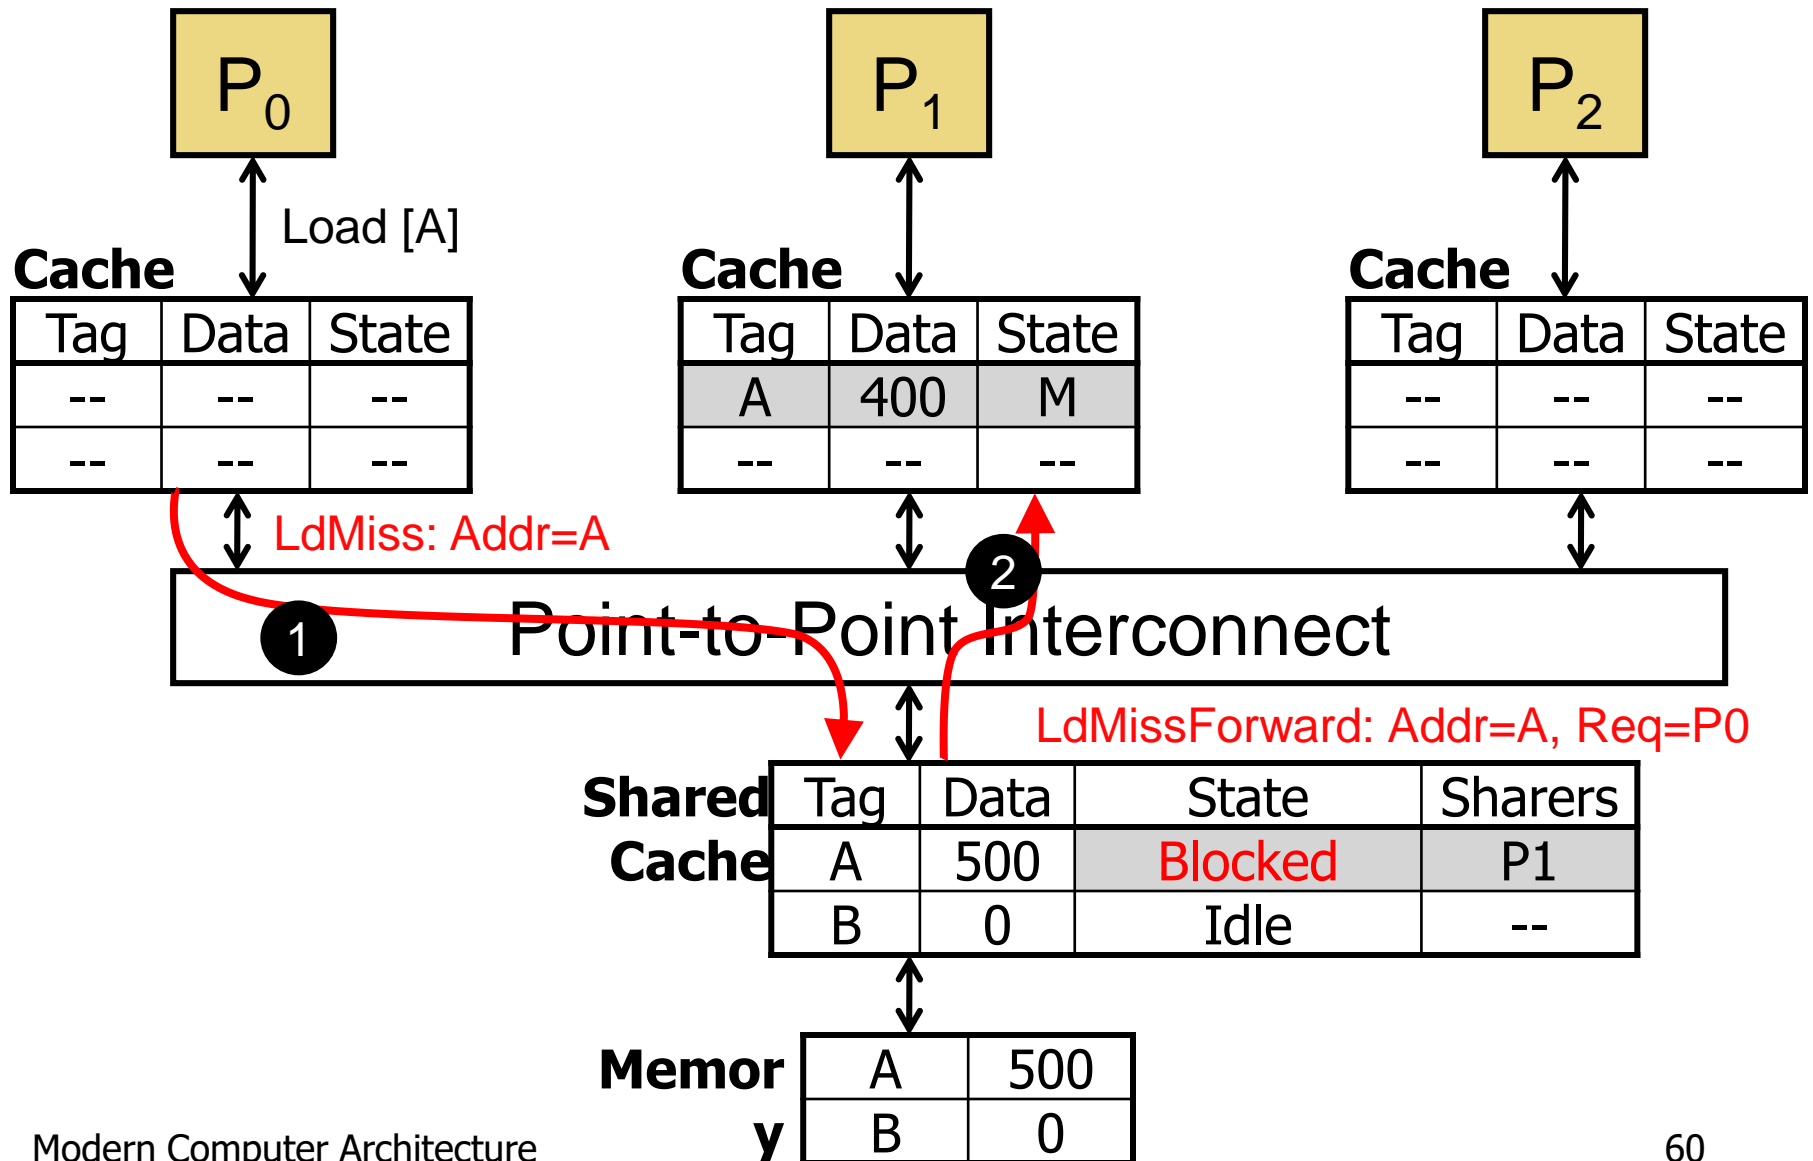 P0 P1 P2
Load [A]
Cache Cache Cache
Tag Data State Tag Data State Tag Data State
-- -- -- A 400 M -- -- --
-- -- -- -- -- -- -- -- --
LdMiss: Addr=A
2
1 Point-to-Point Interconnect
LdMissForward: Addr=A, Req=P0
Shared Tag Data State Sharers
Cache A 500 Blocked P1
B 0 Idle --
Memor A 500
y B 0
Modern Computer Architecture 60